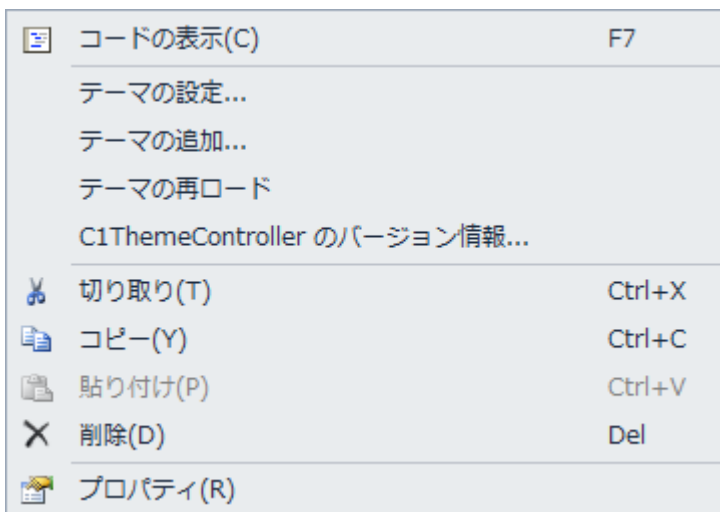 コードの表示(C) F7
テーマの設定...
テーマの追加...
テーマの再ロード
C1ThemeController のバージョン情報...
切り取り(T) Ctrl+X
コピー(Y) Ctrl+C
貼り付け(P) Ctrl+V
削除(D) Del
プロパティ(R)